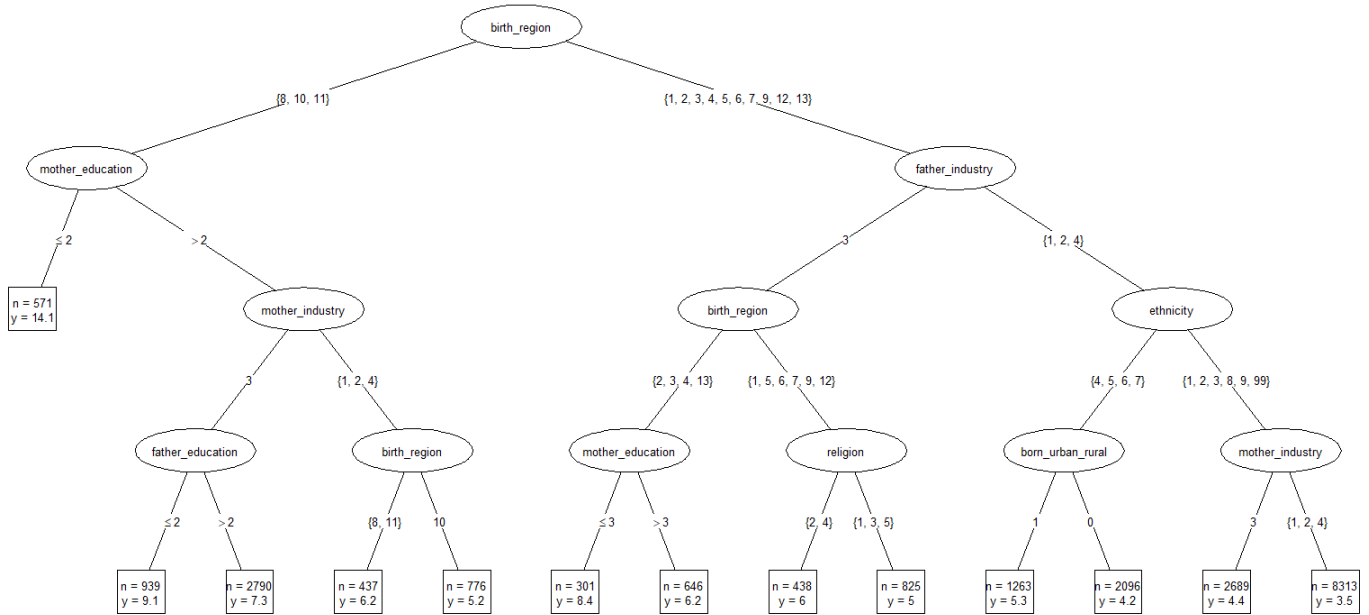 birth_region
{8, 10, 11}
{1, 2, 3, 4, 5, 6, 7, 9, 12, 13}
mother_education
father_industry
≤ 2
> 2
3
{1, 2, 4}
n = 571
y = 14.1
mother_industry
birth_region
ethnicity
3
{1, 2, 4}
{2, 3, 4, 13}
{1, 5, 6, 7, 9, 12}
{4, 5, 6, 7}
{1, 2, 3, 8, 9, 99}
father_education
birth_region
mother_education
religion
born_urban_rural
mother_industry
≤ 2
> 2
{8, 11}
10
≤ 3
> 3
{2, 4}
{1, 3, 5}
1
0
3
{1, 2, 4}
n = 939
y = 9.1
n = 2790
y = 7.3
n = 437
y = 6.2
n = 776
y = 5.2
n = 301
y = 8.4
n = 646
y = 6.2
n = 438
y = 6
n = 825
y = 5
n = 1263
y = 5.3
n = 2096
y = 4.2
n = 2689
y = 4.4
n = 8313
y = 3.5